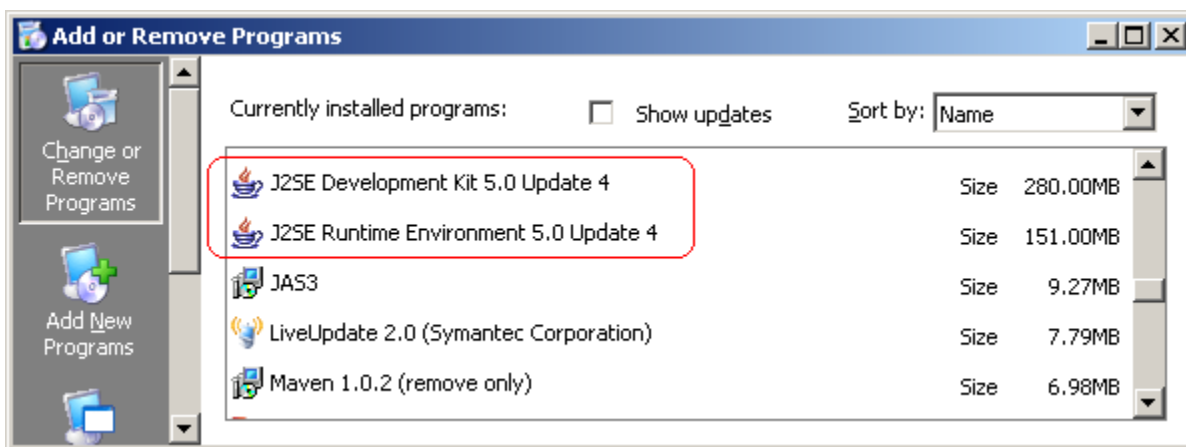 Add or Remove Programs
Change or
Remove
Programs
Add New
Programs
Currently installed programs:
Show updates
Sort by: Name
J2SE Development Kit 5.0 Update 4 Size 280.00MB
J2SE Runtime Environment 5.0 Update 4 Size 151.00MB
JAS3 Size 9.27MB
LiveUpdate 2.0 (Symantec Corporation) Size 7.79MB
Maven 1.0.2 (remove only) Size 6.98MB